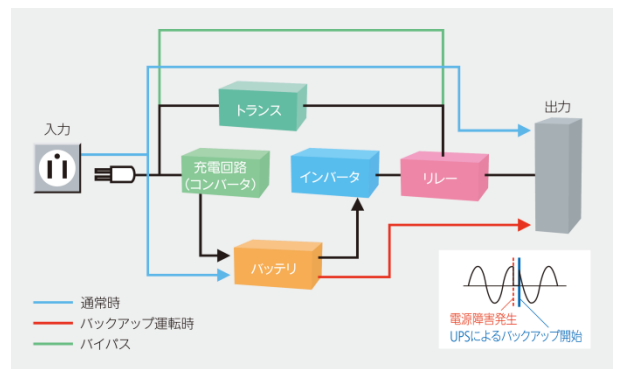 入力
トランス
出力
充電回路
(コンバータ)
インバータ
リレー
バッテリ
通常時
バックアップ運転時
バイパス
電源障害発生
UPSによるバックアップ開始